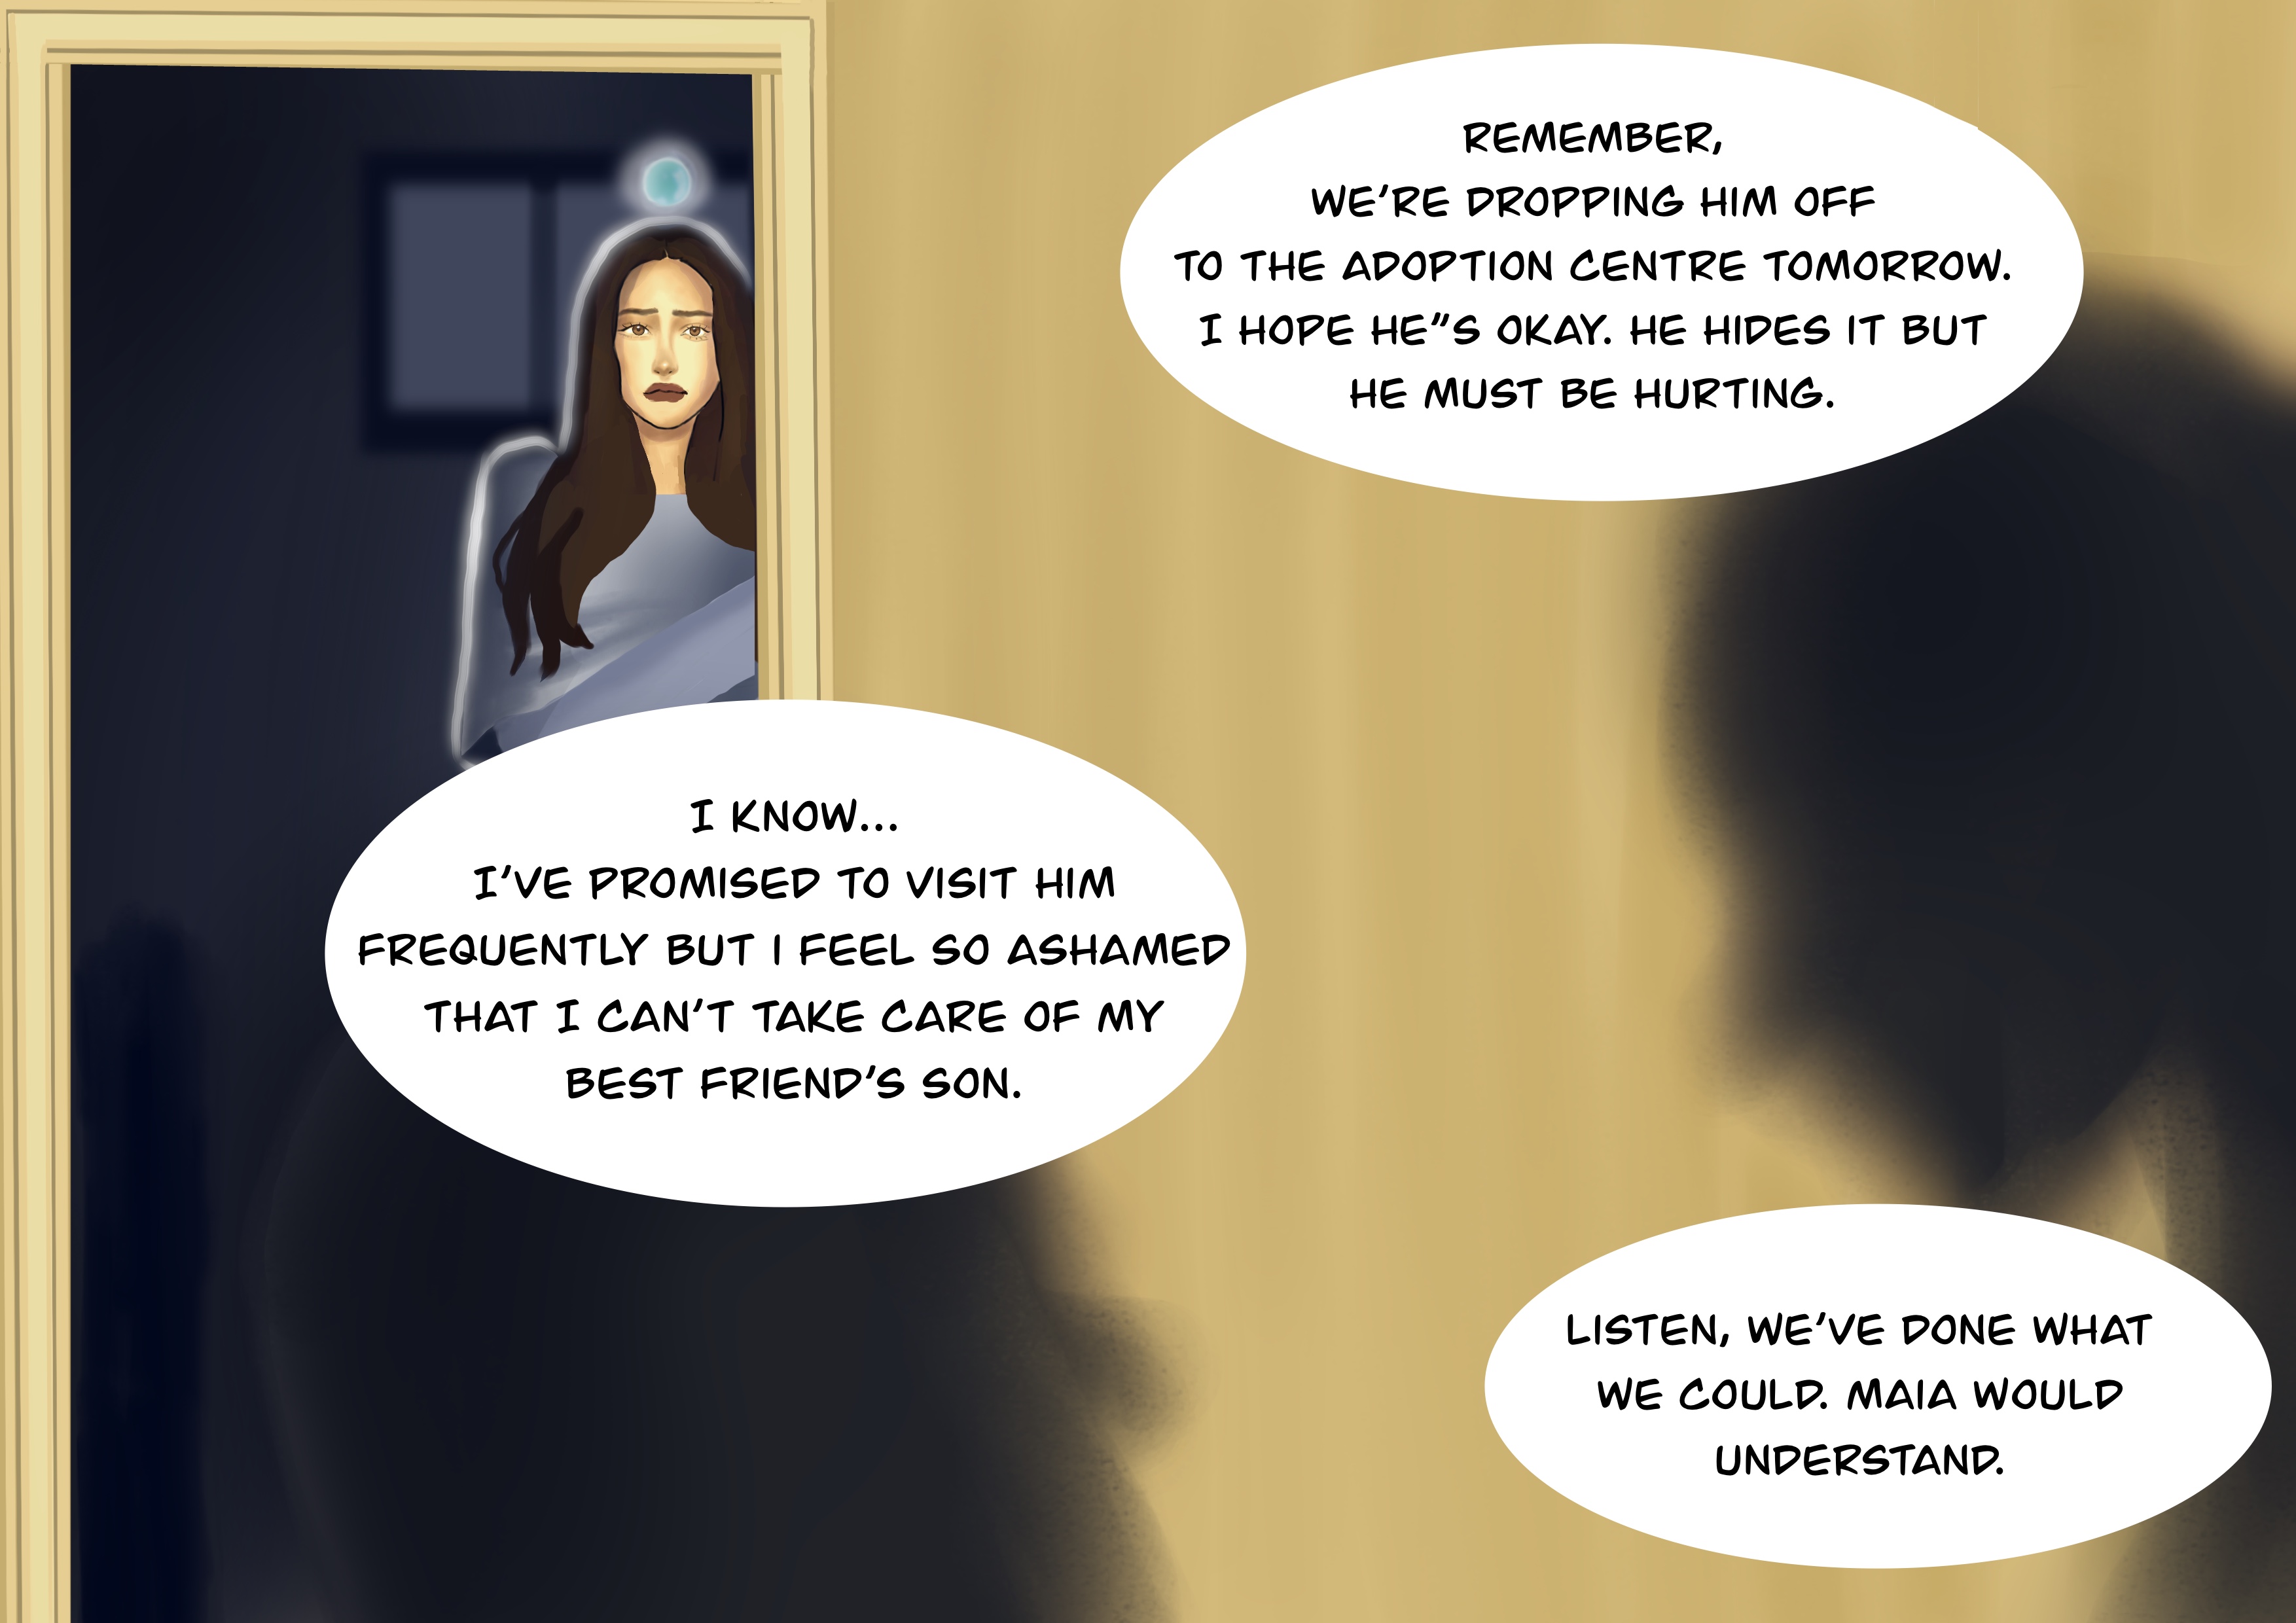 REMEMBER,
WE'RE DROPPING HIM OFF
TO THE ADOPTION CENTRE TOMORROW.
I HOPE HE"S OKAY. HE HIDES IT BUT
HE MUST BE HURTING.
I KNOW...
I'VE PROMISED TO VISIT HIM
FREQUENTLY BUT I FEEL SO ASHAMED
THAT I CAN'T TAKE CARE OF MY
BEST FRIEND'S SON.
LISTEN, WE'VE DONE WHAT
WE COULD. MAIA WOULD
UNDERSTAND.